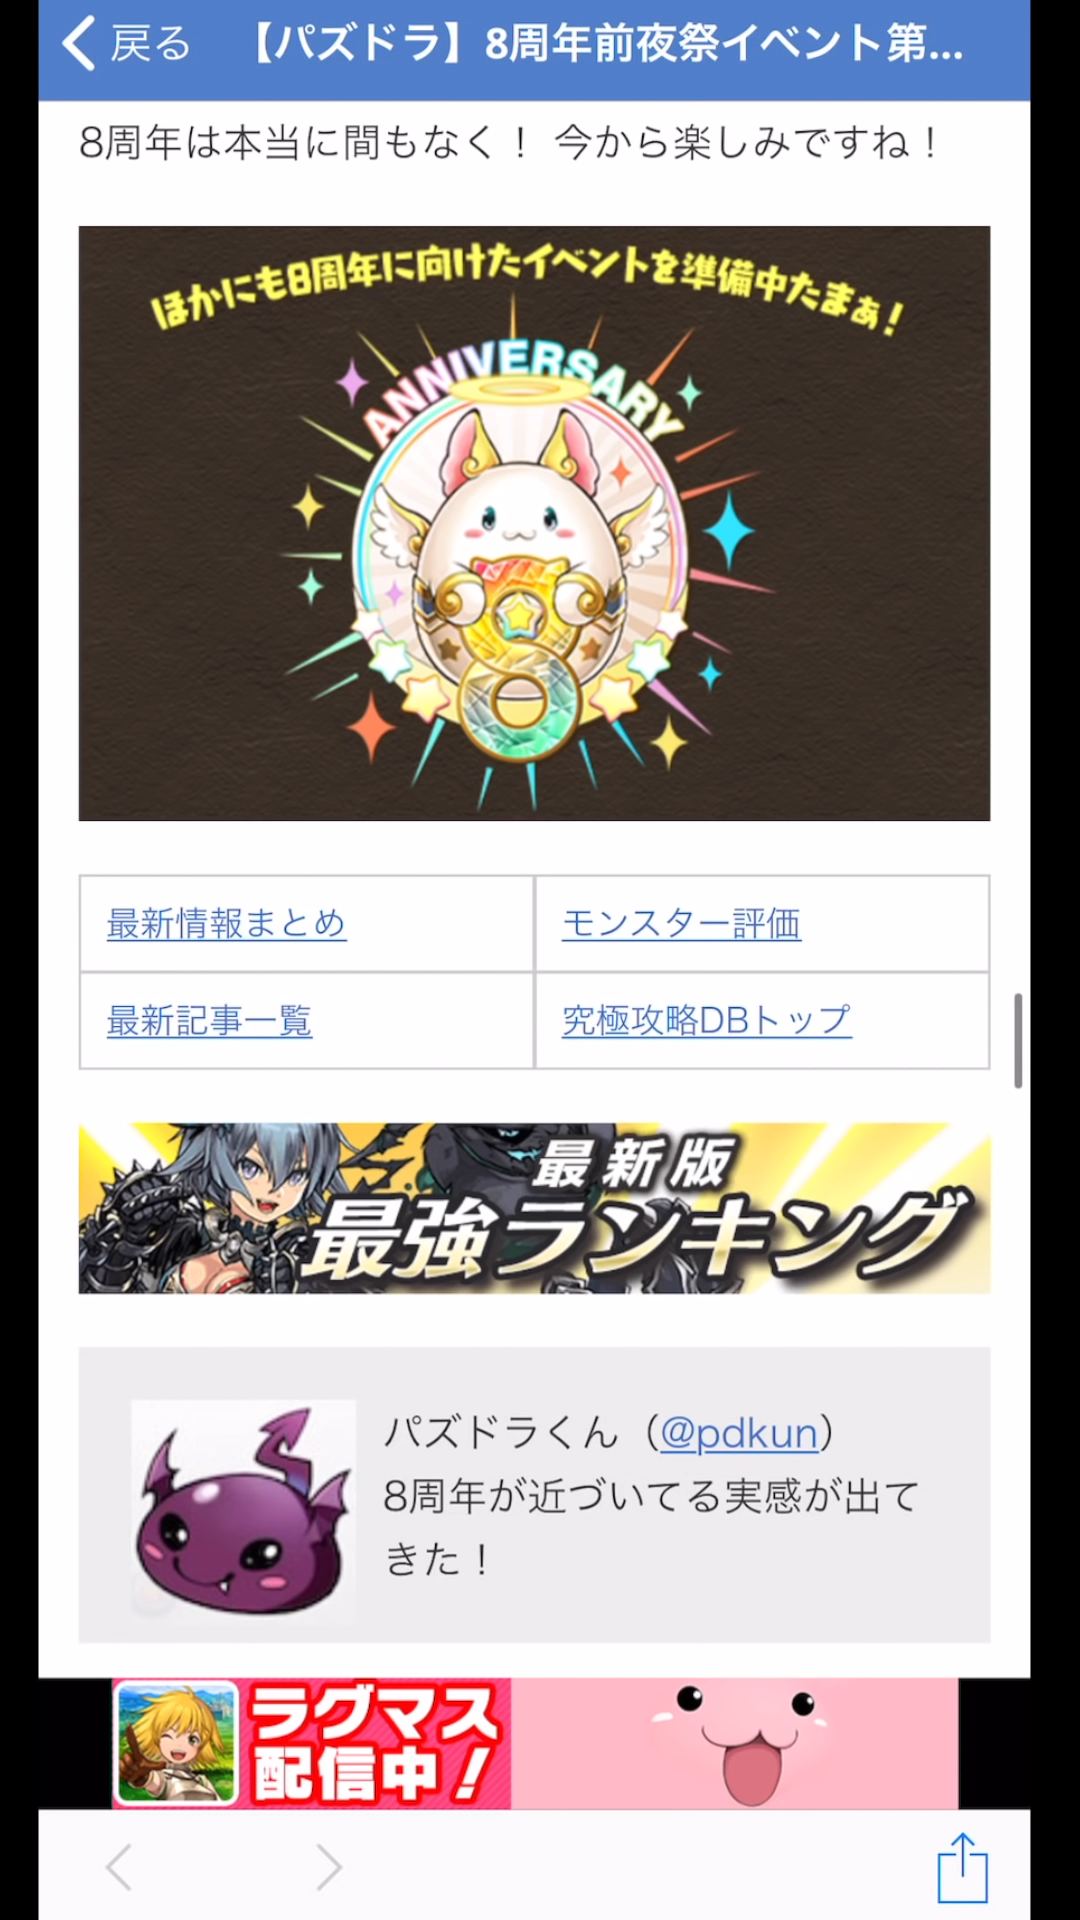 戻る
【パズドラ】8周年前夜祭イベント第...
8周年は本当に間もなく！ 今から楽しみですね！
ほかにも8周年に向けたイベントを準備中たまぁ！
ANNIVERSARY
8
最新情報まとめ
モンスター評価
最新記事一覧
究極攻略DBトップ
最新版
最強ランキング
パズドラくん（@pdkun）
8周年が近づいてる実感が出て
きた！
ラグマス
配信中！